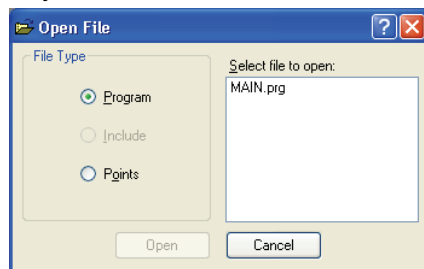 Open File
File Type
Program
Include
Points
Select file to open:
MAIN.prg
Open
Cancel